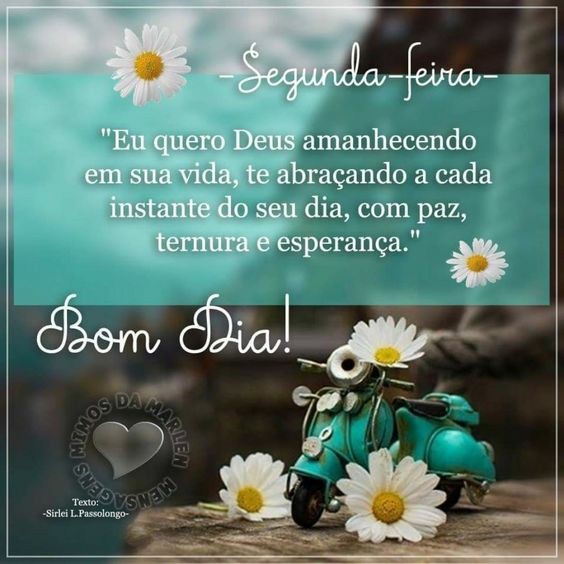 -Segunda-feira-
"Eu quero Deus amanhecendo
em sua vida, te abraçando a cada
instante do seu dia, com paz,
ternura e esperança."
Bom Dia!
MENSAGENS MIMOS DA MARLEN
Texto:
-Sirlei L.Passolongo-